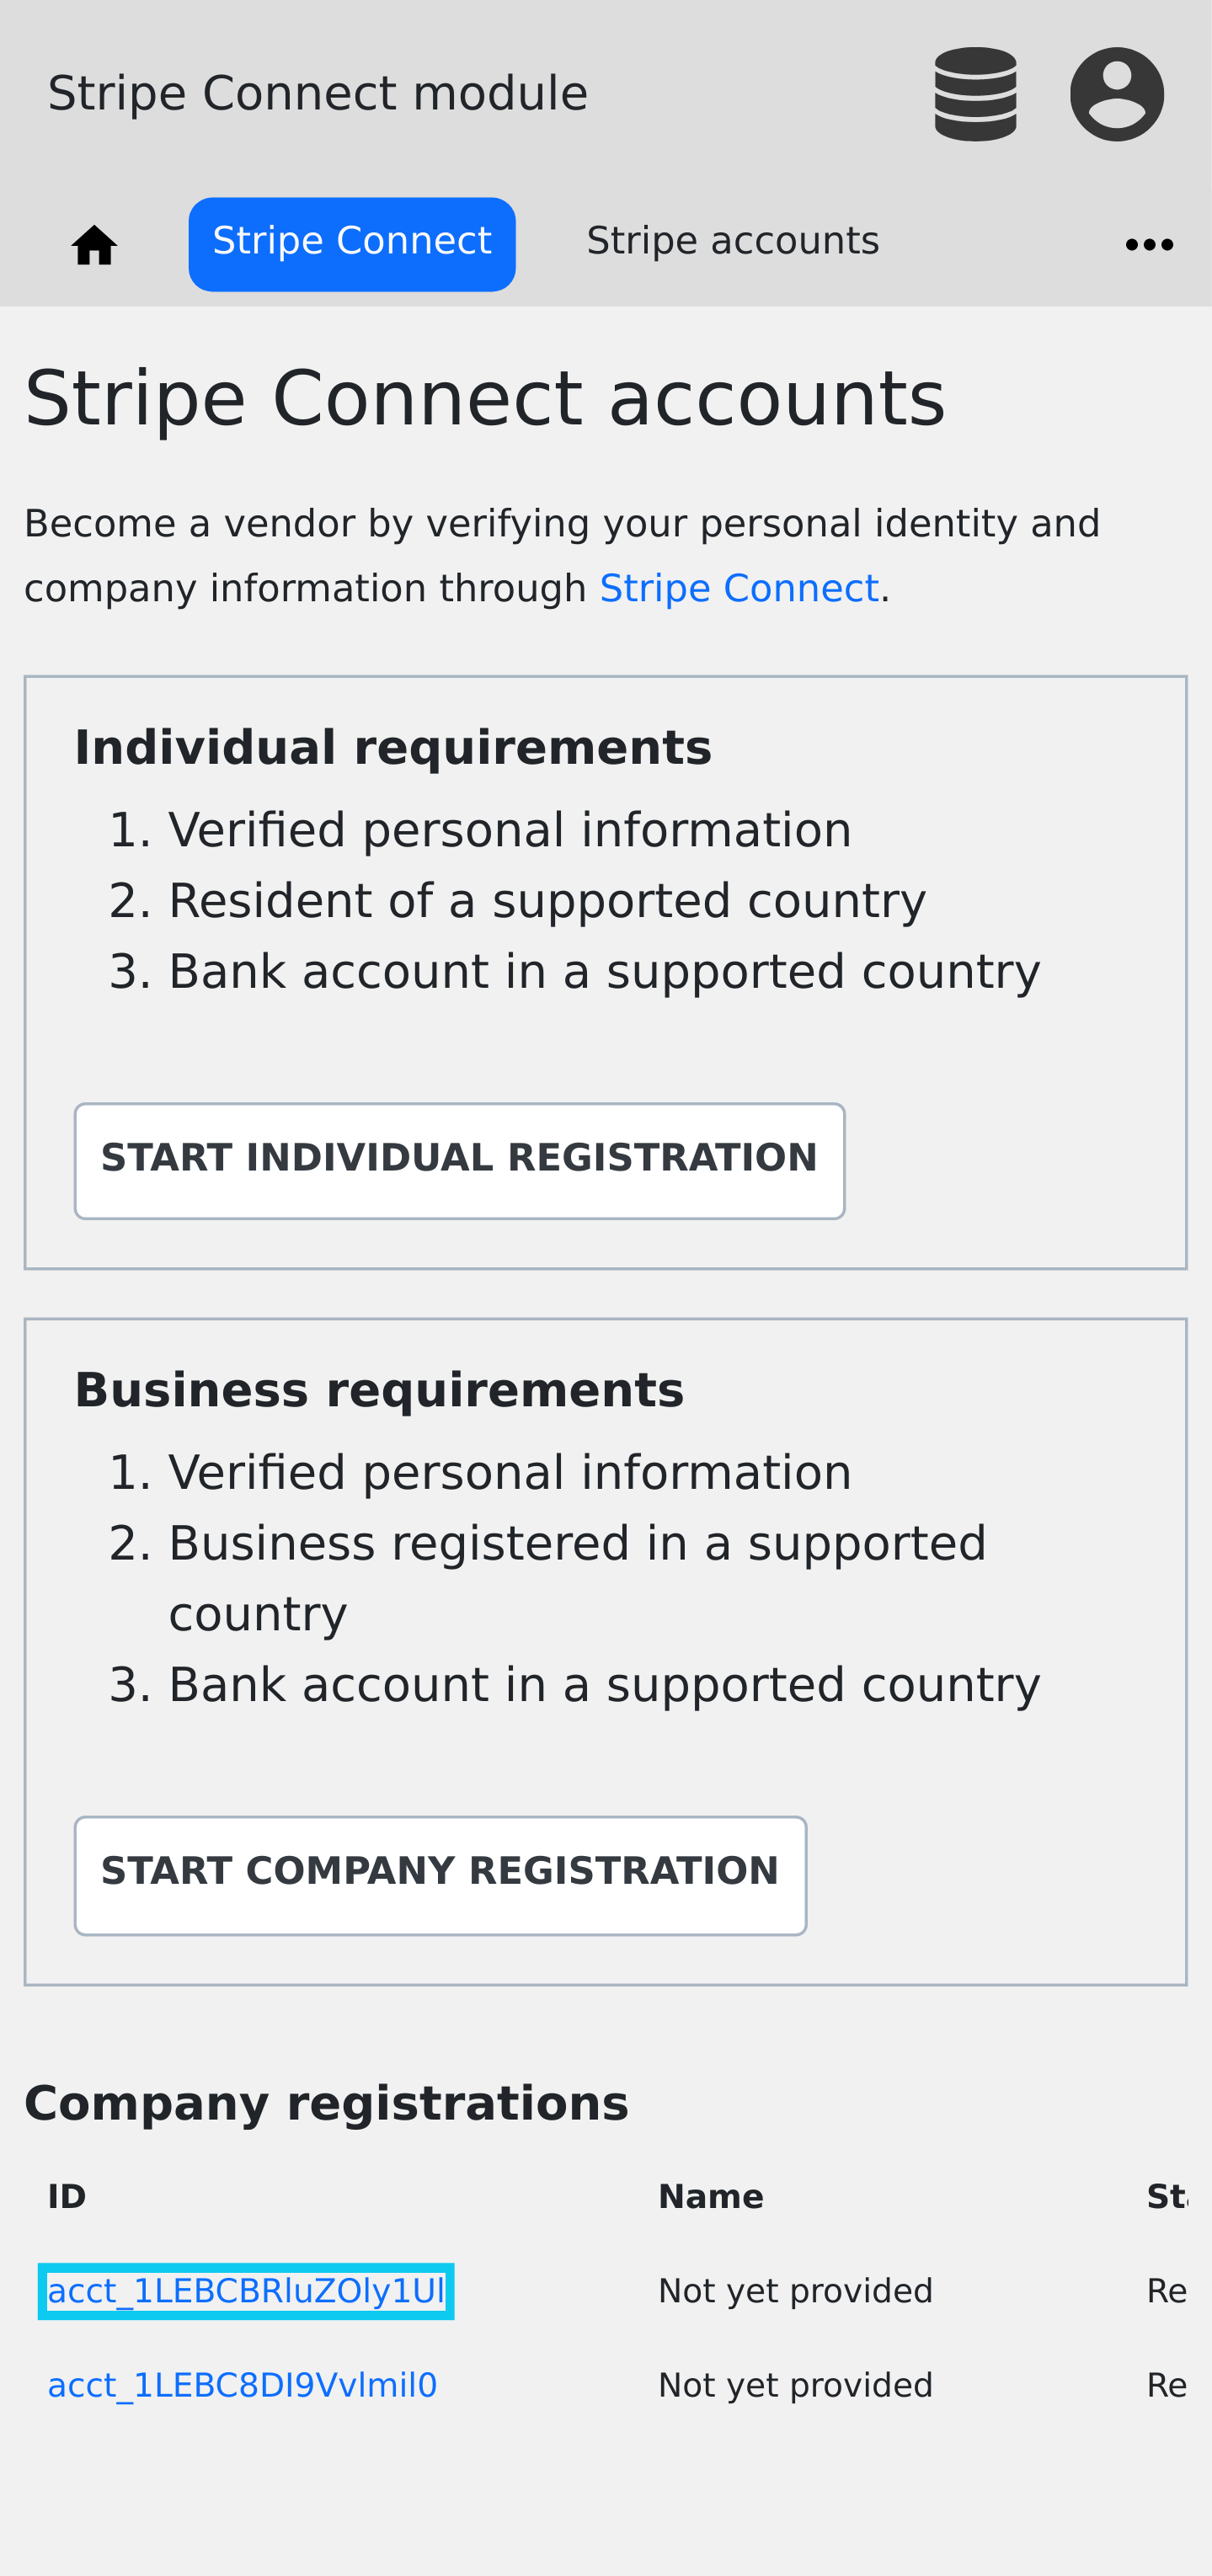 Stripe Connect module
Stripe Connect Stripe accounts
Stripe Connect accounts
Become a vendor by verifying your personal identity and
company information through Stripe Connect.
Individual requirements
1. Verified personal information
2. Resident of a supported country
3. Bank account in a supported country
START INDIVIDUAL REGISTRATION
Business requirements
1. Verified personal information
2. Business registered in a supported
country
3. Bank account in a supported country
START COMPANY REGISTRATION
Company registrations
ID Name
acct_1LEBCBRluZOly1Ul Not yet provided Re
acct_1LEBC8DI9Vvlmil0 Not yet provided Re